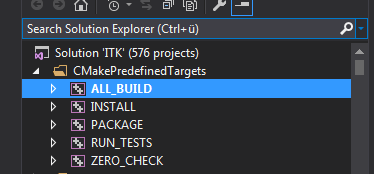 Search Solution Explorer (Ctrl+ü)
Solution 'ITK' (576 projects)
CMakePredefinedTargets
ALL_BUILD
INSTALL
PACKAGE
RUN_TESTS
ZERO_CHECK